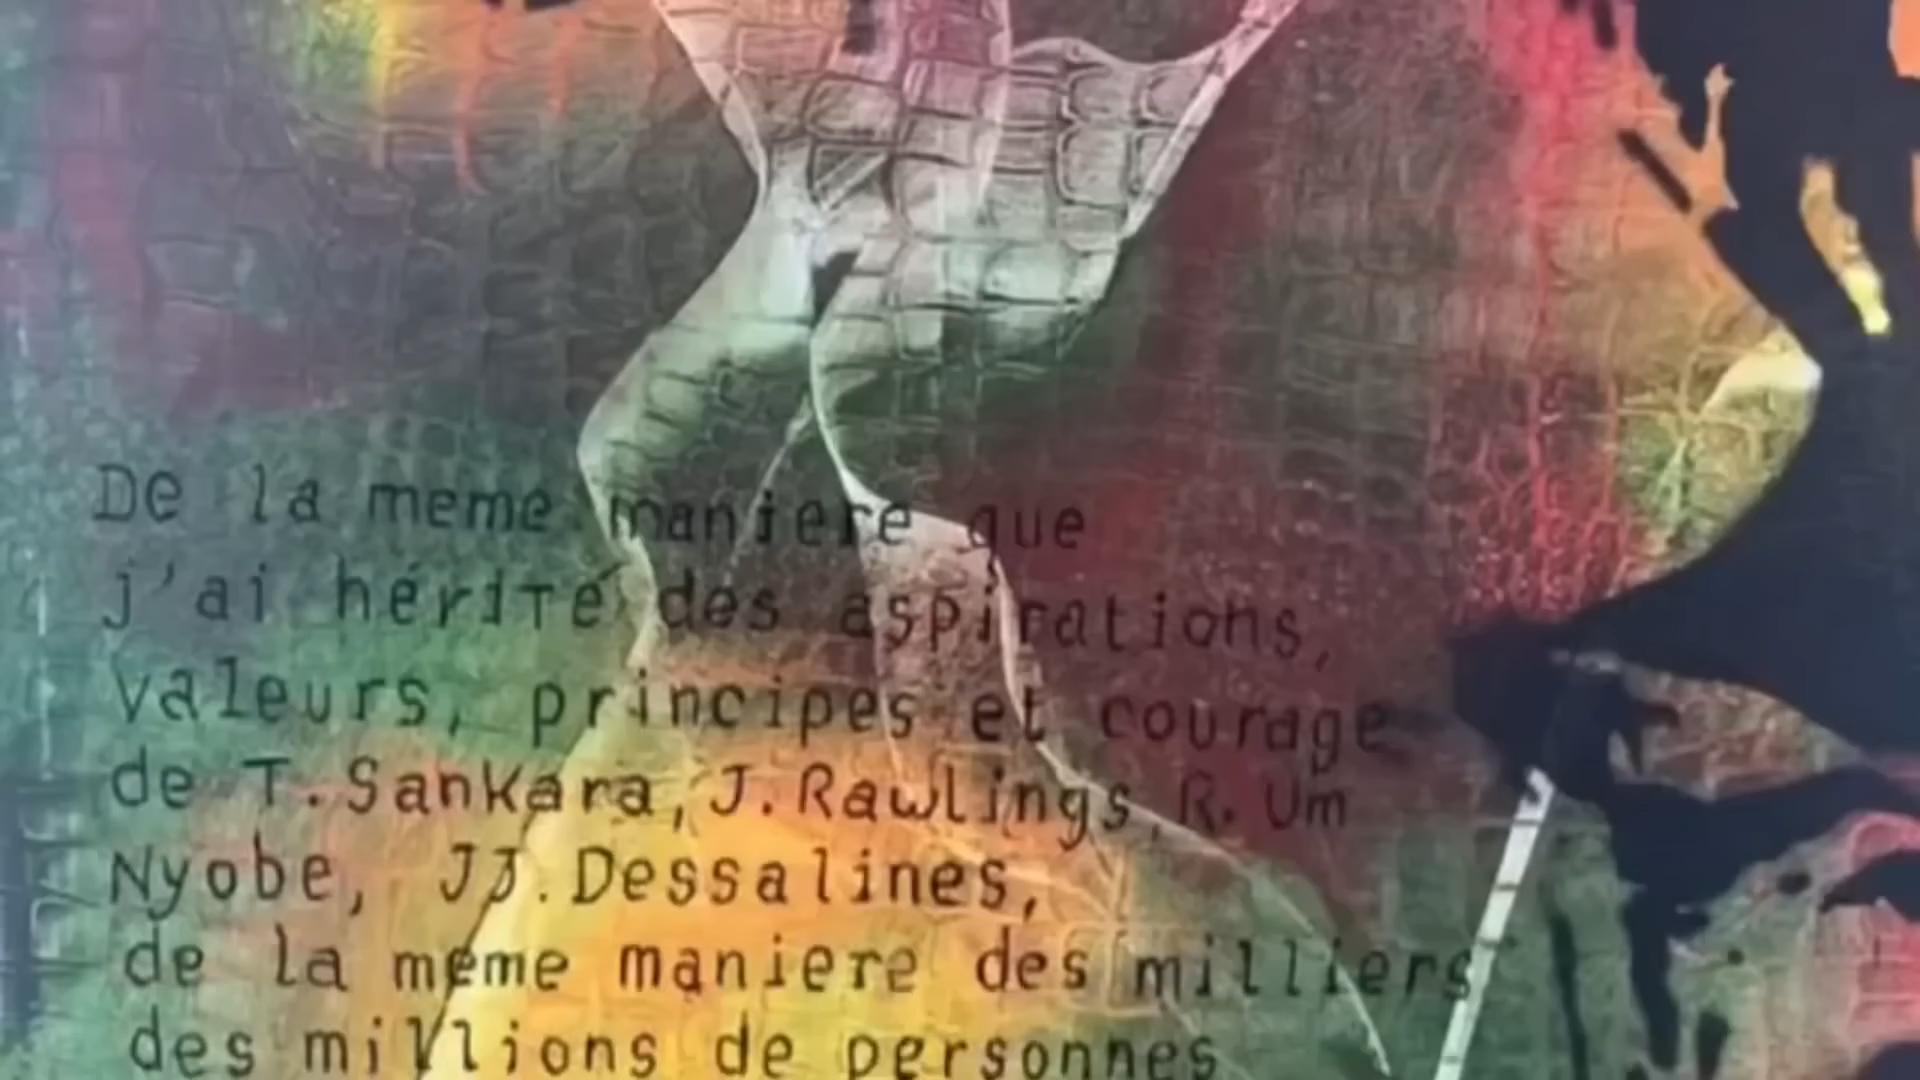 De la meme maniere que
j'ai hérité des aspirations,
valeurs, principes et courage
de T. Sankara, J. Rawlings, R. Um
Nyobe, JJ. Dessalines,
de la meme maniere des milliers
des millions de personnes